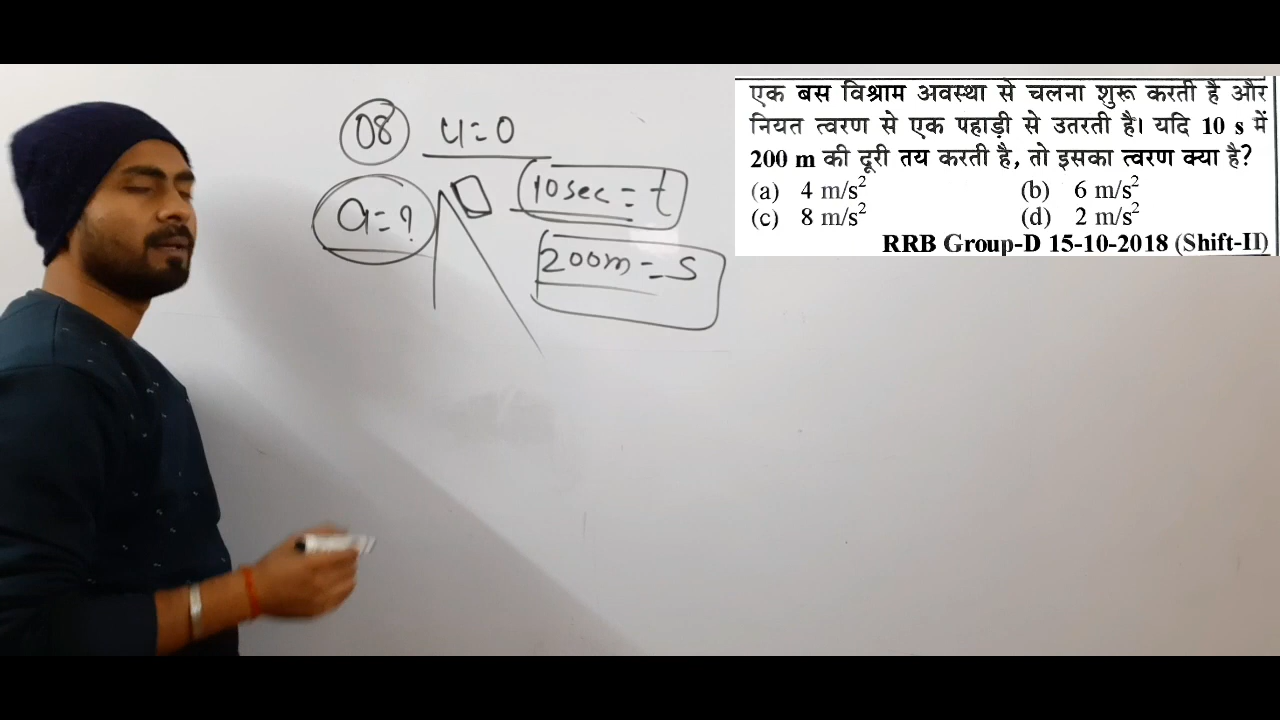 08 u=0
a=?
10sec = t
200m = S
एक बस विश्राम अवस्था से चलना शुरू करती है और
नियत त्वरण से एक पहाड़ी से उतरती है। यदि 10 s में
200 m की दूरी तय करती है, तो इसका त्वरण क्या है?
(a) 4 m/s²
(b) 6 m/s²
(c) 8 m/s²
(d) 2 m/s²
RRB Group-D 15-10-2018 (Shift-II)